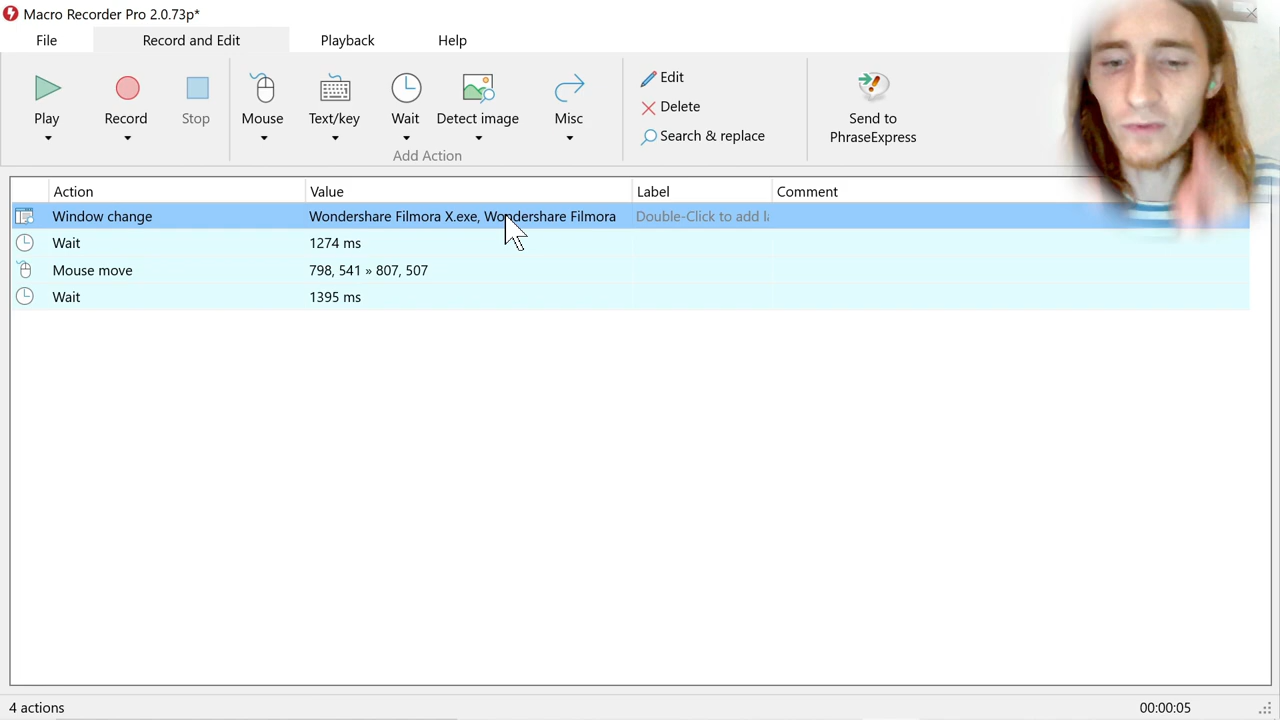 Macro Recorder Pro 2.0.73p*
File Record and Edit Playback Help
Play Record Stop Mouse Text/key Wait Detect image Misc
Add Action
Edit
Delete
Search & replace
Send to
PhraseExpress
Action Value Label Comment
Window change Wondershare Filmora X.exe, Wondershare Filmora Double-Click to add
Wait 1274 ms
Mouse move 798, 541 » 807, 507
Wait 1395 ms
4 actions 00:00:05